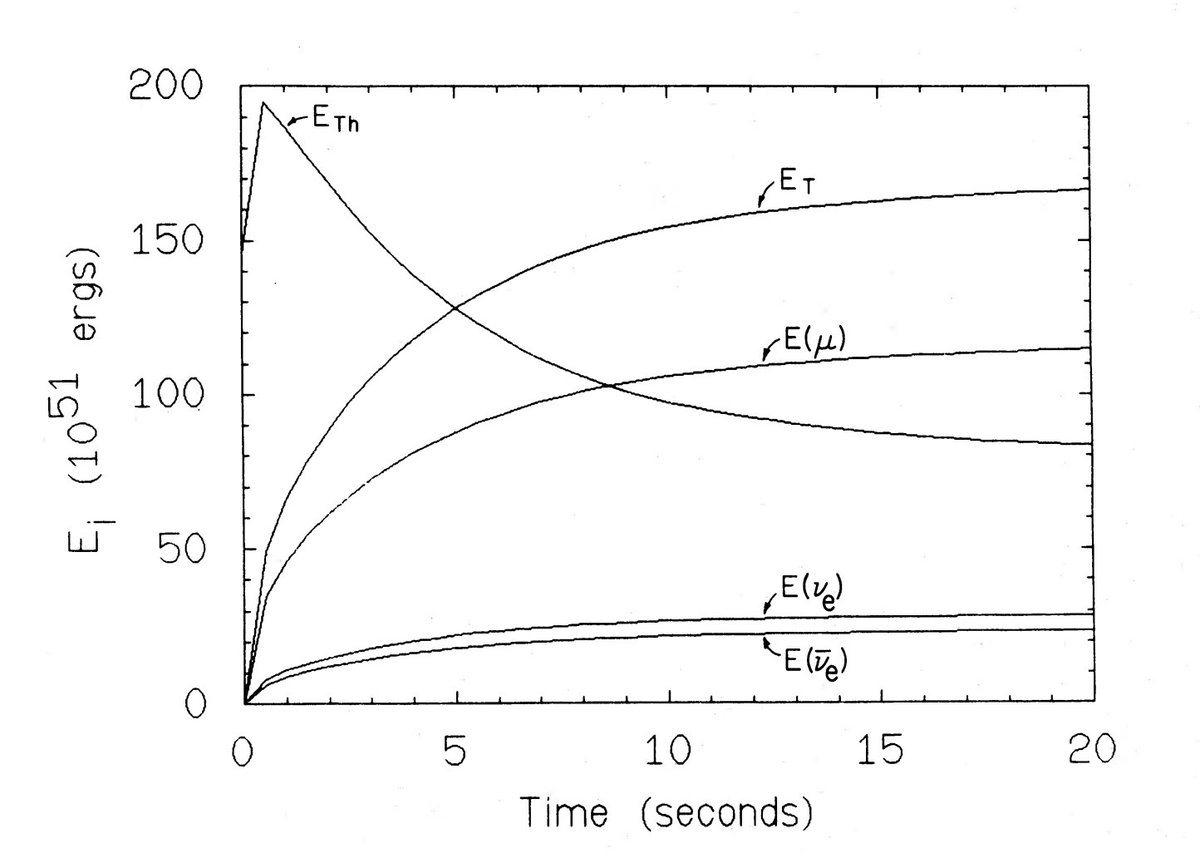 200
E_Th
E_T
150
E(μ)
100
E_i (10^51 ergs)
50
E(ν_e)
E(ν̄_e)
0
0 5 10 15 20
Time (seconds)